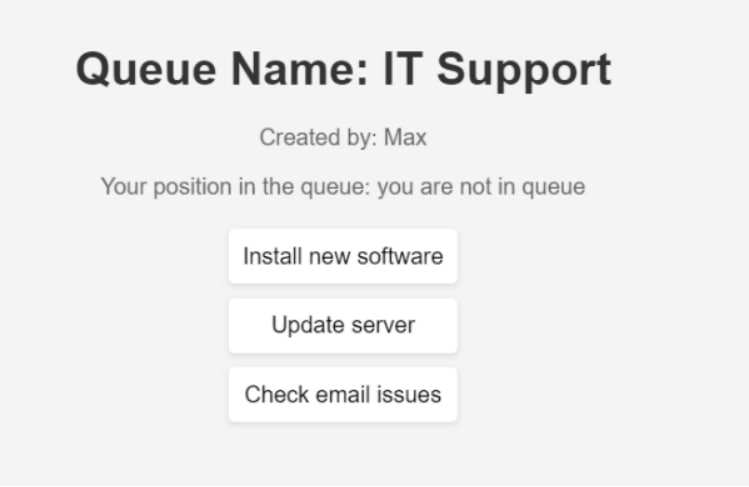 Queue Name: IT Support
Created by: Max
Your position in the queue: you are not in queue
Install new software
Update server
Check email issues